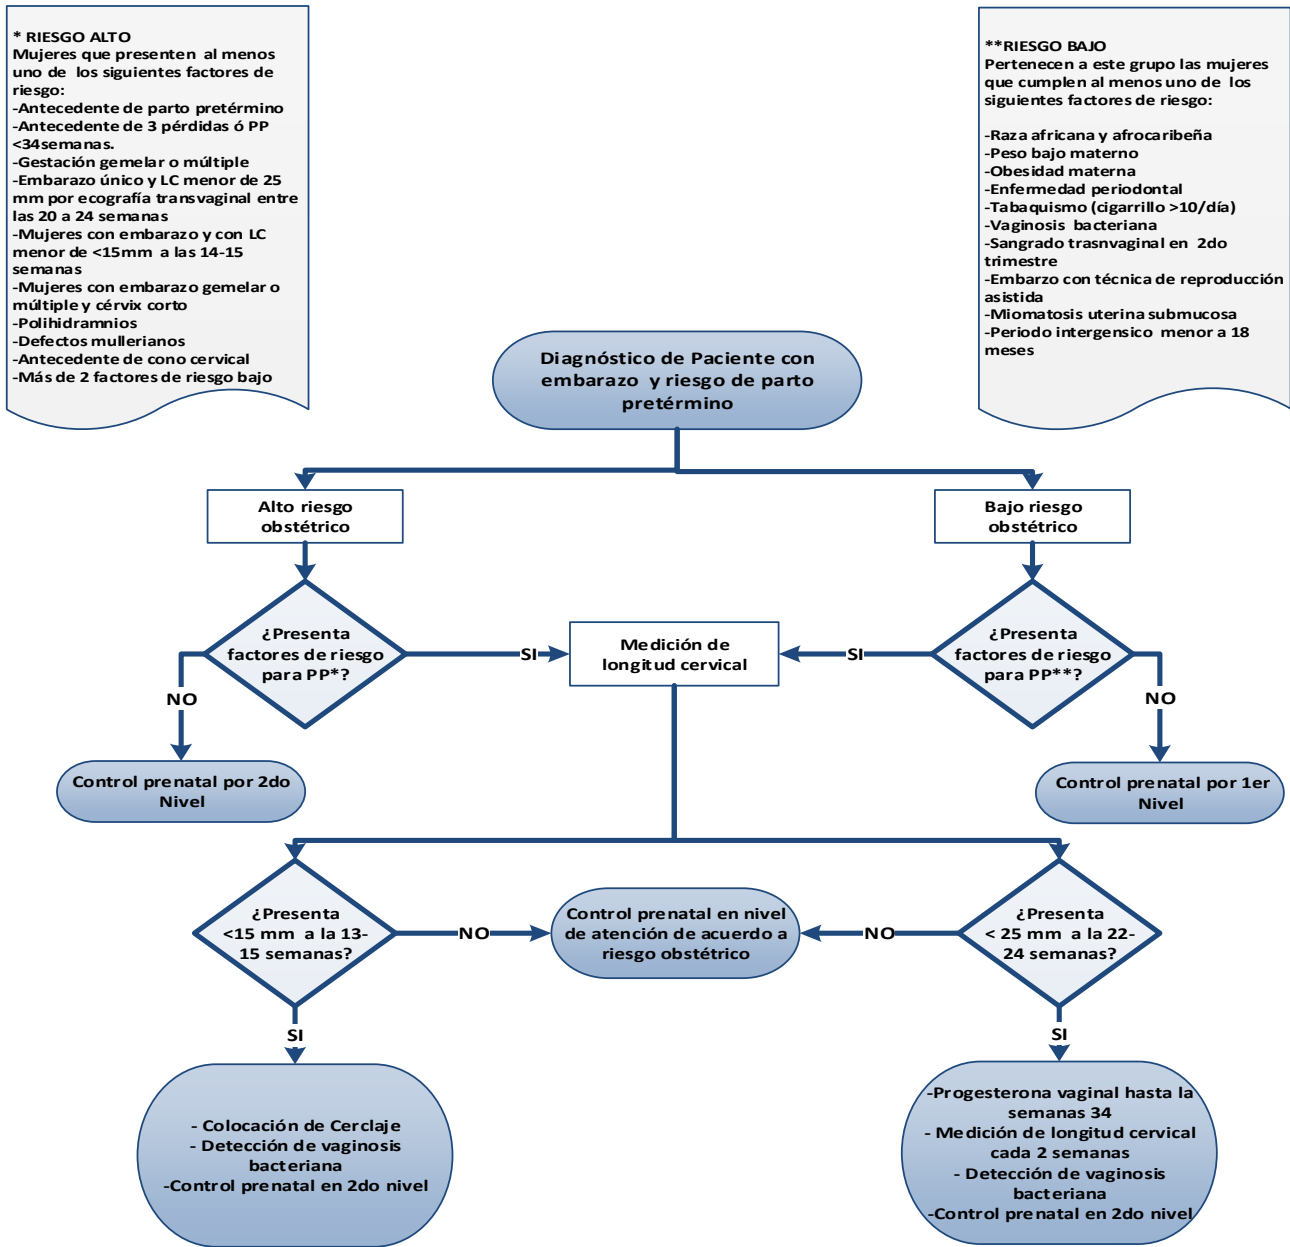 * RIESGO ALTO
Mujeres que presenten al menos
uno de los siguientes factores de
riesgo:
-Antecedente de parto pretérmino
-Antecedente de 3 pérdidas ó PP
<34semanas.
-Gestación gemelar o múltiple
-Embarazo único y LC menor de 25
mm por ecografía transvaginal entre
las 20 a 24 semanas
-Mujeres con embarazo y con LC
menor de <15mm a las 14-15
semanas
-Mujeres con embarazo gemelar o
múltiple y cérvix corto
-Polihidramnios
-Defectos mullerianos
-Antecedente de cono cervical
-Más de 2 factores de riesgo bajo
**RIESGO BAJO
Pertenecen a este grupo las mujeres
que cumplen al menos uno de los
siguientes factores de riesgo:
-Raza africana y afrocaribeña
-Peso bajo materno
-Obesidad materna
-Enfermedad periodontal
-Tabaquismo (cigarrillo >10/día)
-Vaginosis bacteriana
-Sangrado trasnvaginal en 2do
trimestre
-Embarzo con técnica de reproducción
asistida
-Miomatosis uterina submucosa
-Periodo intergensico menor a 18
meses
Diagnóstico de Paciente con
embarazo y riesgo de parto
pretérmino
Alto riesgo
obstétrico
Bajo riesgo
obstétrico
¿Presenta
factores de riesgo
para PP*?
SI
Medición de
longitud cervical
SI
¿Presenta
factores de riesgo
para PP**?
NO
NO
Control prenatal por 2do
Nivel
Control prenatal por 1er
Nivel
¿Presenta
<15 mm a la 13-
15 semanas?
NO
Control prenatal en nivel
de atención de acuerdo a
riesgo obstétrico
NO
¿Presenta
< 25 mm a la 22-
24 semanas?
SI
SI
- Colocación de Cerclaje
- Detección de vaginosis
bacteriana
-Control prenatal en 2do nivel
-Progesterona vaginal hasta la
semanas 34
- Medición de longitud cervical
cada 2 semanas
- Detección de vaginosis
bacteriana
-Control prenatal en 2do nivel